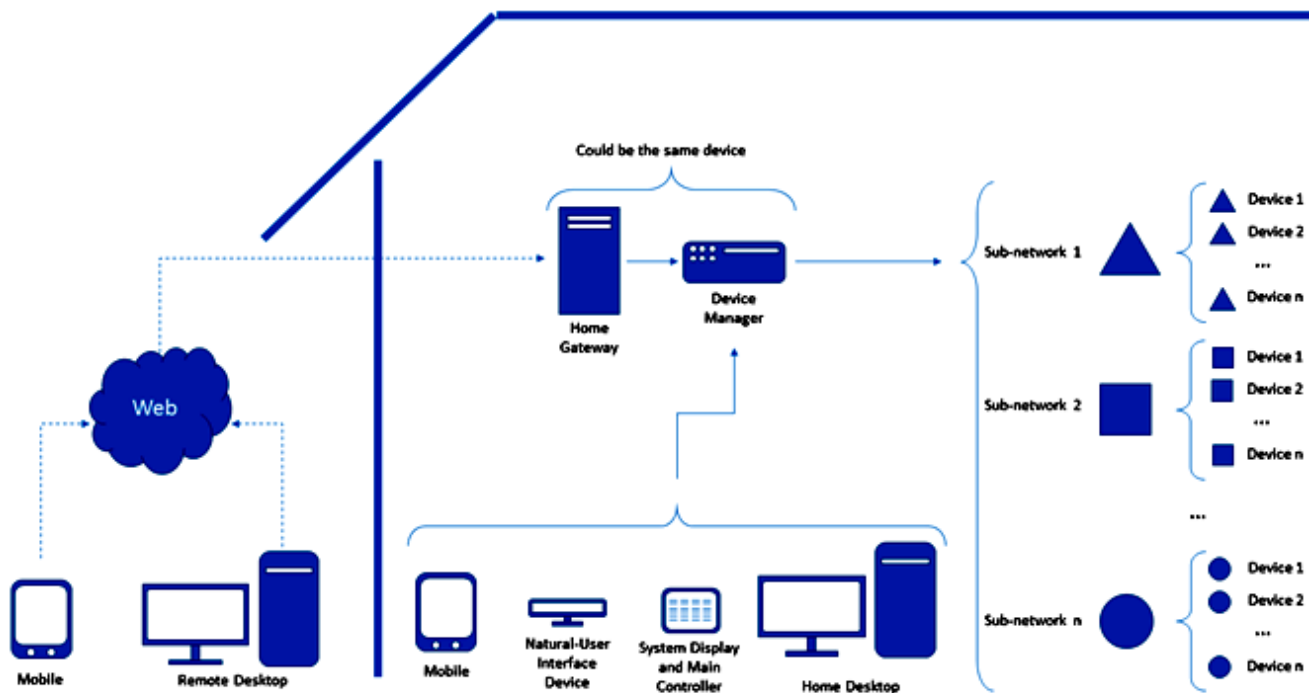 Could be the same device
Home
Gateway
Device
Manager
Web
Mobile
Remote Desktop
Mobile
Natural-User
Interface
Device
System Display
and Main
Controller
Home Desktop
Sub-network 1
Device 1
Device 2
...
Device n
Sub-network 2
Device 1
Device 2
...
Device n
...
Sub-network n
Device 1
Device 2
...
Device n